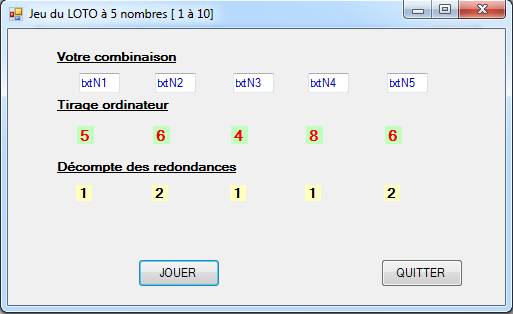 Jeu du LOTO à 5 nombres [ 1 à 10]
Votre combinaison
txtN1 txtN2 txtN3 txtN4 txtN5
Tirage ordinateur
5 6 4 8 6
Décompte des redondances
1 2 1 1 2
JOUER QUITTER